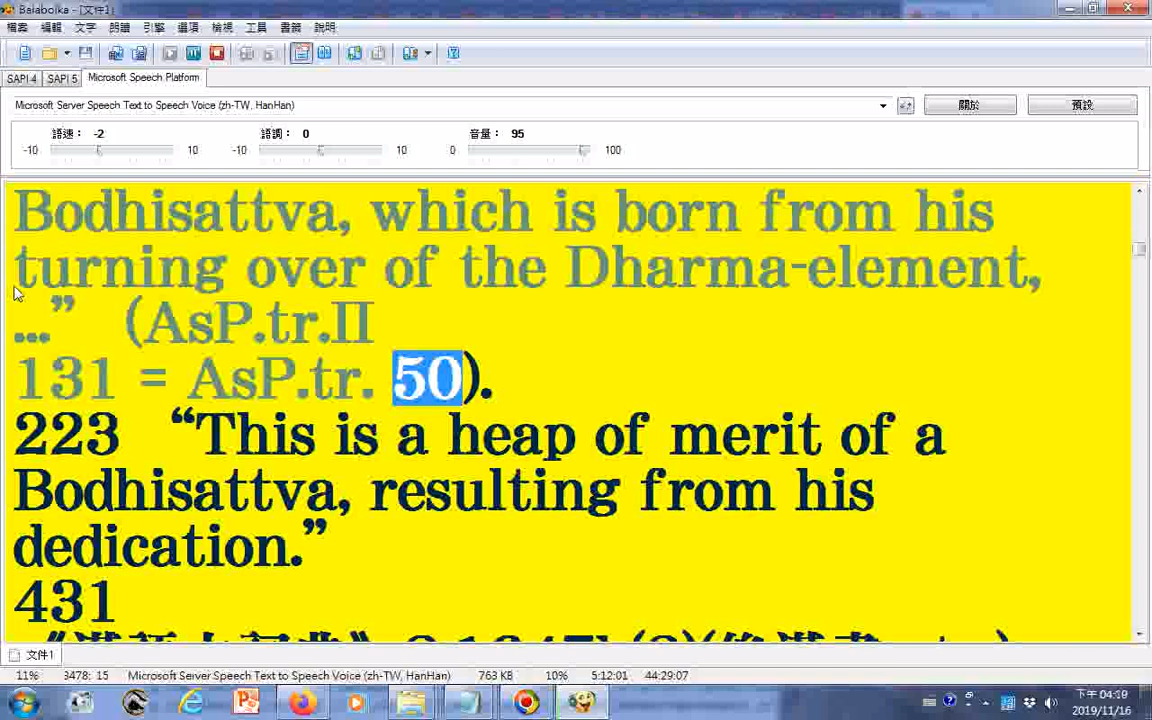 Balabolka - [文件1]
檔案 編輯 文字 朗讀 引擎 選項 檢視 工具 書籤 說明
SAPI 4 SAPI 5 Microsoft Speech Platform
Microsoft Server Speech Text to Speech Voice (zh-TW, HanHan) 關於 預設
語速： -2 語調： 0 音量： 95
-10 10 -10 10 0 100
Bodhisattva, which is born from his
turning over of the Dharma-element,
…” (AsP.tr.II
131 = AsP.tr. 50).
223 “This is a heap of merit of a
Bodhisattva, resulting from his
dedication.”
431
文件1
11% 3478: 15 Microsoft Server Speech Text to Speech Voice (zh-TW, HanHan) 763 KB 10% 5:12:01 44:29:07
下午 04:19
2019/11/16